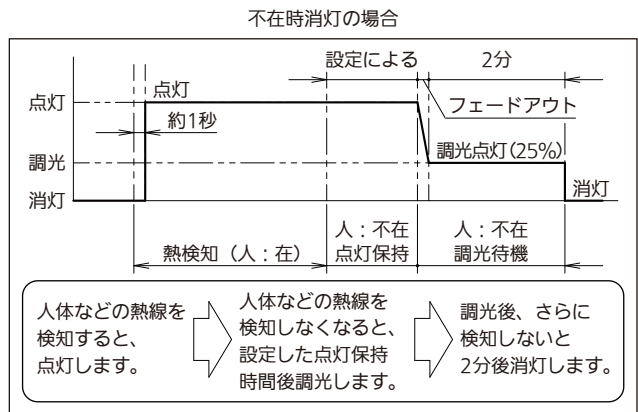 不在時消灯の場合
設定による
2分
点灯
点灯
フェードアウト
約1秒
調光
調光点灯(25%)
消灯
消灯
熱検知（人：在）
人：不在
点灯保持
人：不在
調光待機
人体などの熱線を
検知すると、
点灯します。
人体などの熱線を
検知しなくなると、
設定した点灯保持
時間後調光します。
調光後、さらに
検知しないと
2分後消灯します。